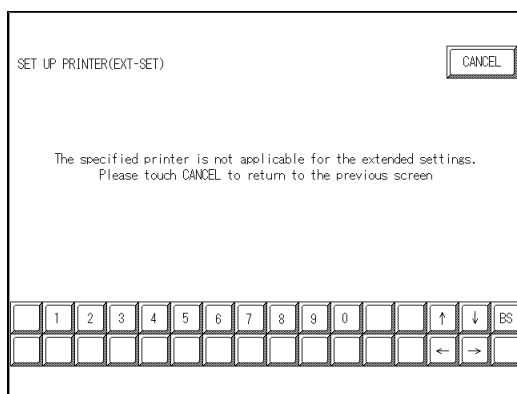 SET UP PRINTER(EXT-SET)
CANCEL
The specified printer is not applicable for the extended settings.
Please touch CANCEL to return to the previous screen
1 2 3 4 5 6 7 8 9 0 ↑ ↓ BS
← →